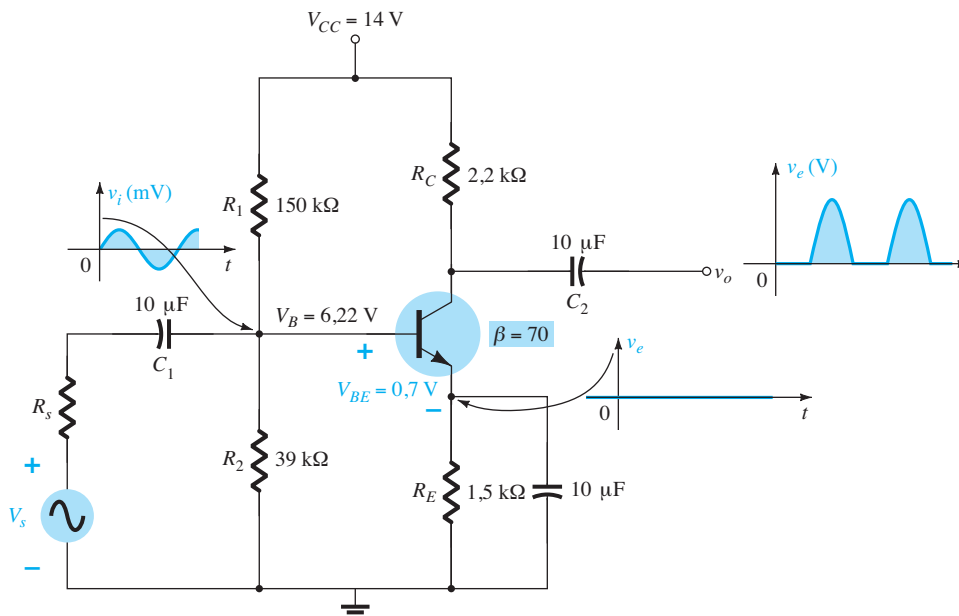 V_CC = 14 V
R_C 2,2 kΩ
v_e (V)
0
v_i (mV)
0
t
R_1 150 kΩ
10 μF
C_2
v_o
10 μF
C_1
V_B = 6,22 V
+
β = 70
V_BE = 0,7 V
−
v_e
0
t
R_s
+
V_s
−
R_2 39 kΩ
R_E 1,5 kΩ
10 μF